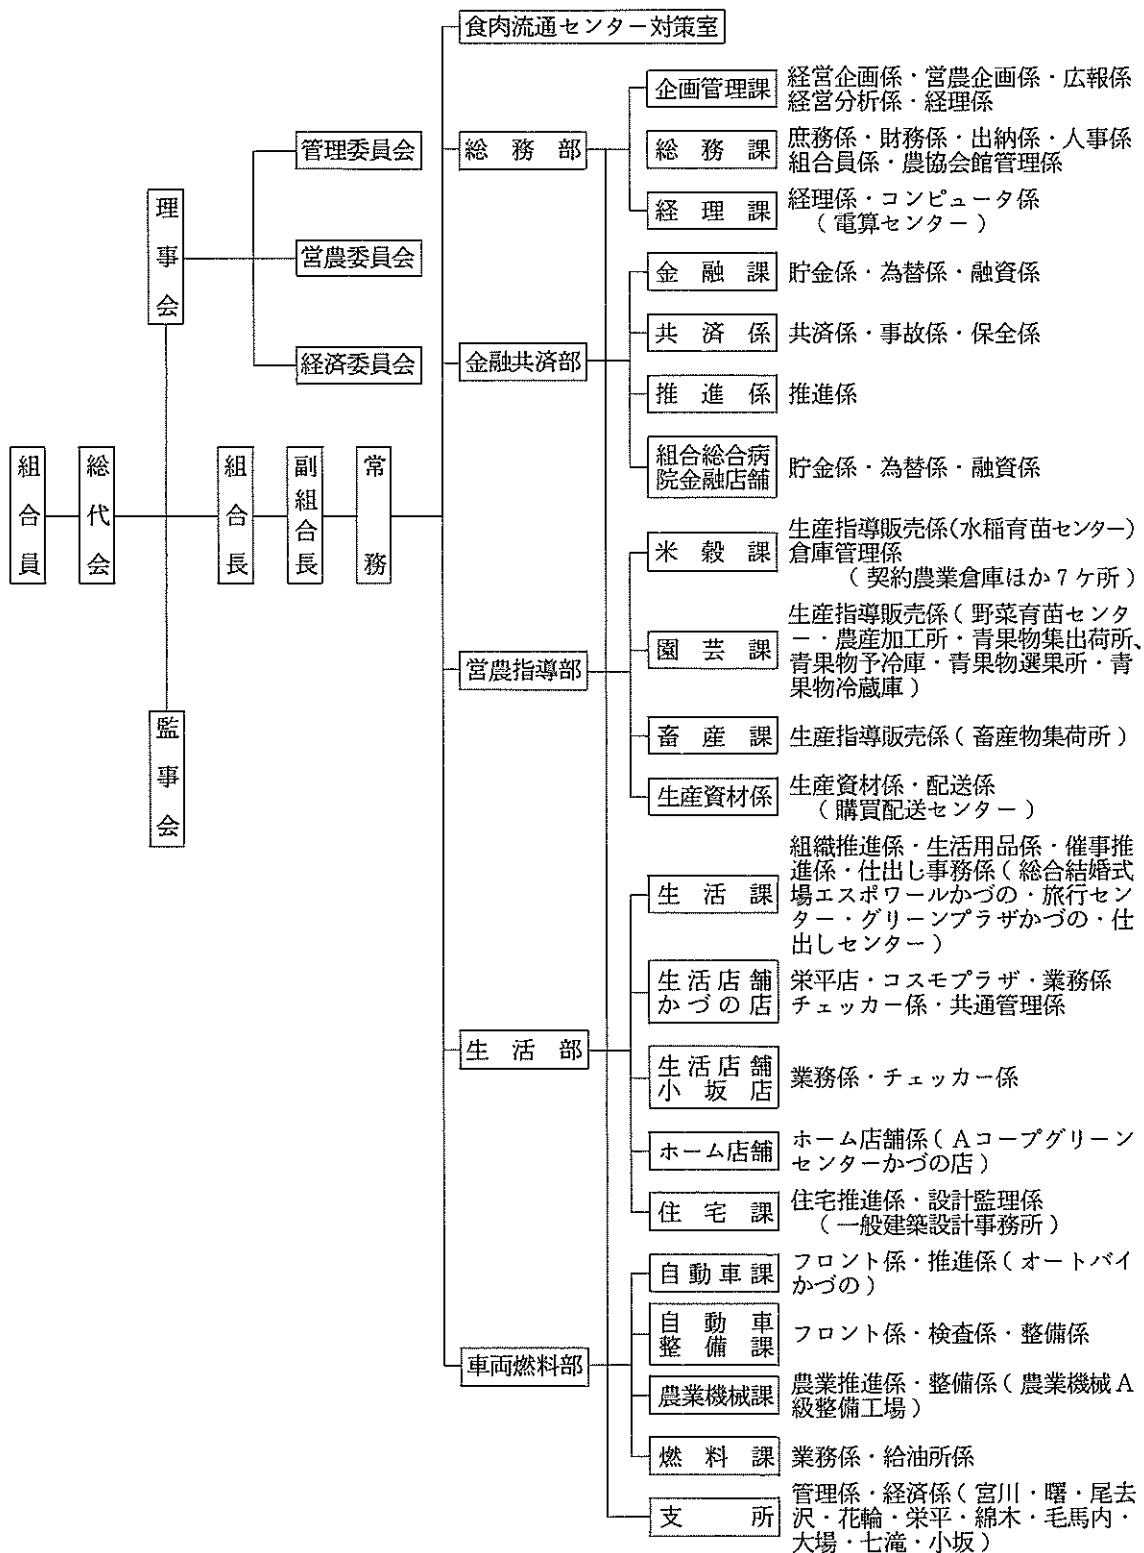 食肉流通センター対策室
企画管理課
経営企画係・営農企画係・広報係
経営分析係・経理係
管理委員会
総務部
総務課
庶務係・財務係・出納係・人事係
組合員係・農協会館管理係
経理課
経理係・コンピュータ係
（電算センター）
理事会
営農委員会
金融課
貯金係・為替係・融資係
共済係
共済係・事故係・保全係
経済委員会
金融共済部
推進係
推進係
組合総合病
院金融店舗
貯金係・為替係・融資係
組合員
総代会
組合長
副組合長
常務
米穀課
生産指導販売係(水稲育苗センター)
倉庫管理係
（契約農業倉庫ほか7ケ所）
営農指導部
園芸課
生産指導販売係（野菜育苗センタ
ー・農産加工所・青果物集出荷所、
青果物予冷庫・青果物選果所・青
果物冷蔵庫）
監事会
畜産課
生産指導販売係（畜産物集荷所）
生産資材係
生産資材係・配送係
（購買配送センター）
生活課
組織推進係・生活用品係・催事推
進係・仕出し事務係（総合結婚式
場エスポワールかづの・旅行セン
ター・グリーンプラザかづの・仕
出しセンター）
生活店舗
かづの店
栄平店・コスモプラザ・業務係
チェッカー係・共通管理係
生活部
生活店舗
小坂店
業務係・チェッカー係
ホーム店舗
ホーム店舗係（Aコープグリーン
センターかづの店）
住宅課
住宅推進係・設計監理係
（一般建築設計事務所）
自動車課
フロント係・推進係（オートバイ
かづの）
自動車
整備課
フロント係・検査係・整備係
車両燃料部
農業機械課
農業推進係・整備係（農業機械A
級整備工場）
燃料課
業務係・給油所係
支所
管理係・経済係（宮川・曙・尾去
沢・花輪・栄平・錦木・毛馬内・
大場・七滝・小坂）